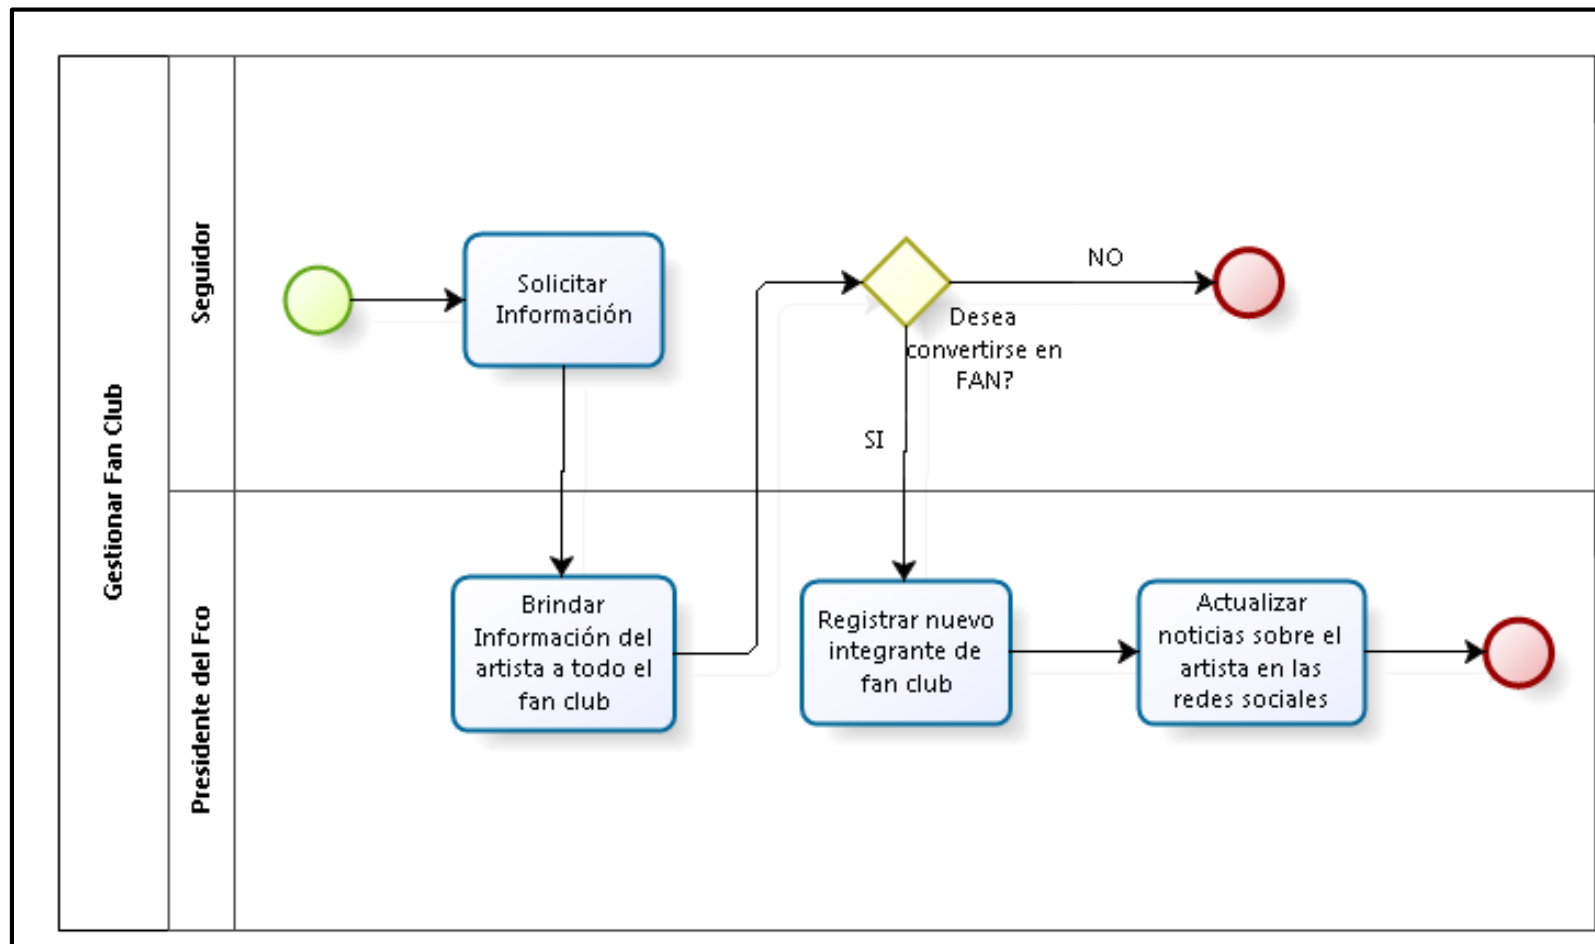 Gestionar Fan Club
Seguidor
Solicitar
Información
NO
Desea
convertirse en
FAN?
SI
Presidente del Fco
Brindar
Información del
artista a todo el
fan club
Registrar nuevo
integrante de
fan club
Actualizar
noticias sobre el
artista en las
redes sociales